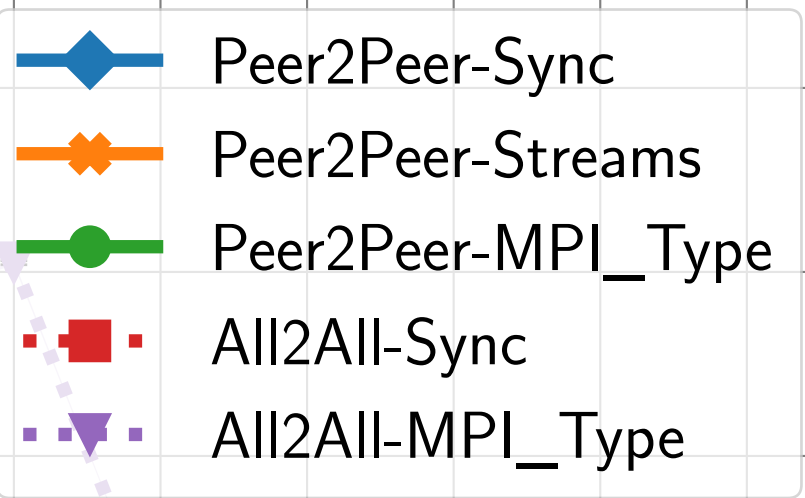 Peer2Peer-Sync
Peer2Peer-Streams
Peer2Peer-MPI_Type
All2All-Sync
All2All-MPI_Type